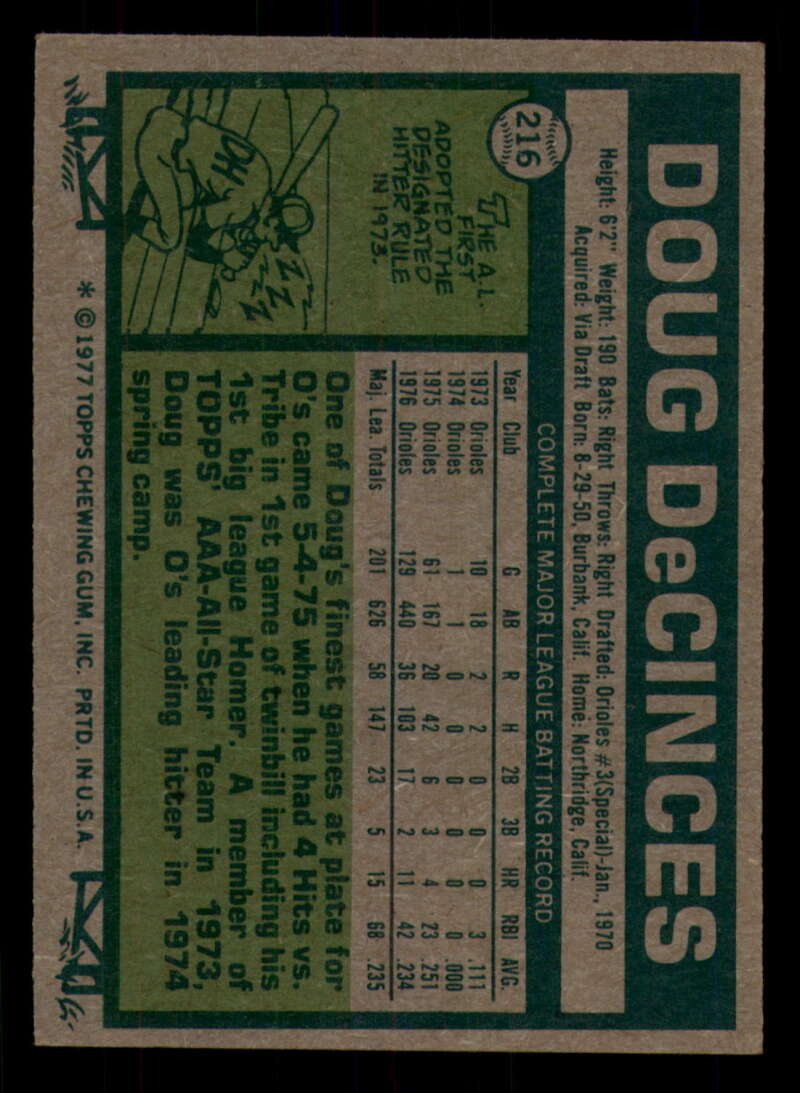 216
DOUG DeCINCES
Height: 6'2" Weight: 190 Bats: Right Throws: Right Drafted: Orioles #3(Special)-Jan., 1970
Acquired: Via Draft Born: 8-29-50, Burbank, Calif. Home: Northridge, Calif.
COMPLETE MAJOR LEAGUE BATTING RECORD
THE A.L.
FIRST
ADOPTED THE
DESIGNATED
HITTER RULE
IN 1973.
DH
Z Z Z Z
Year Club G AB R H 2B 3B HR RBI AVG.
1973 Orioles 10 18 2 2 0 0 0 3 .111
1974 Orioles 1 1 0 0 0 0 0 0 .000
1975 Orioles 61 167 20 42 6 3 4 23 .251
1976 Orioles 129 440 36 103 17 2 11 42 .234
Maj. Lea. Totals 201 626 58 147 23 5 15 68 .235
One of Doug's finest games at plate for
O's came 5-4-75 when he had 4 Hits vs.
Tribe in 1st game of twinbill including his
1st big league Homer. A member of
TOPPS' AAA-All-Star Team in 1973,
Doug was O's leading hitter in 1974
spring camp.
* © 1977 TOPPS CHEWING GUM, INC. PRTD. IN U.S.A.